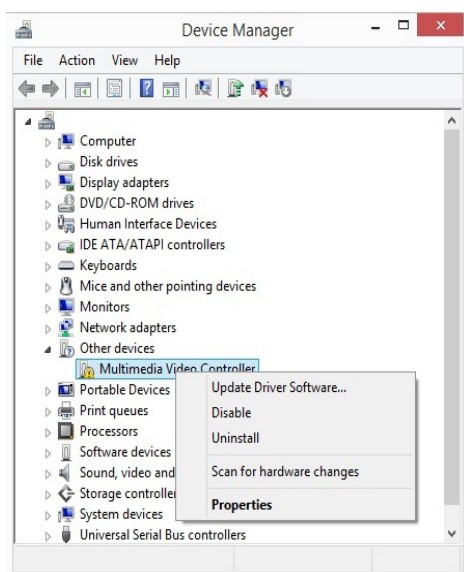 Device Manager
File Action View Help
Computer
Disk drives
Display adapters
DVD/CD-ROM drives
Human Interface Devices
IDE ATA/ATAPI controllers
Keyboards
Mice and other pointing devices
Monitors
Network adapters
Other devices
Multimedia Video Controller
Portable Devices
Print queues
Processors
Software devices
Sound, video and
Storage controlle
System devices
Universal Serial Bus controllers
Update Driver Software...
Disable
Uninstall
Scan for hardware changes
Properties